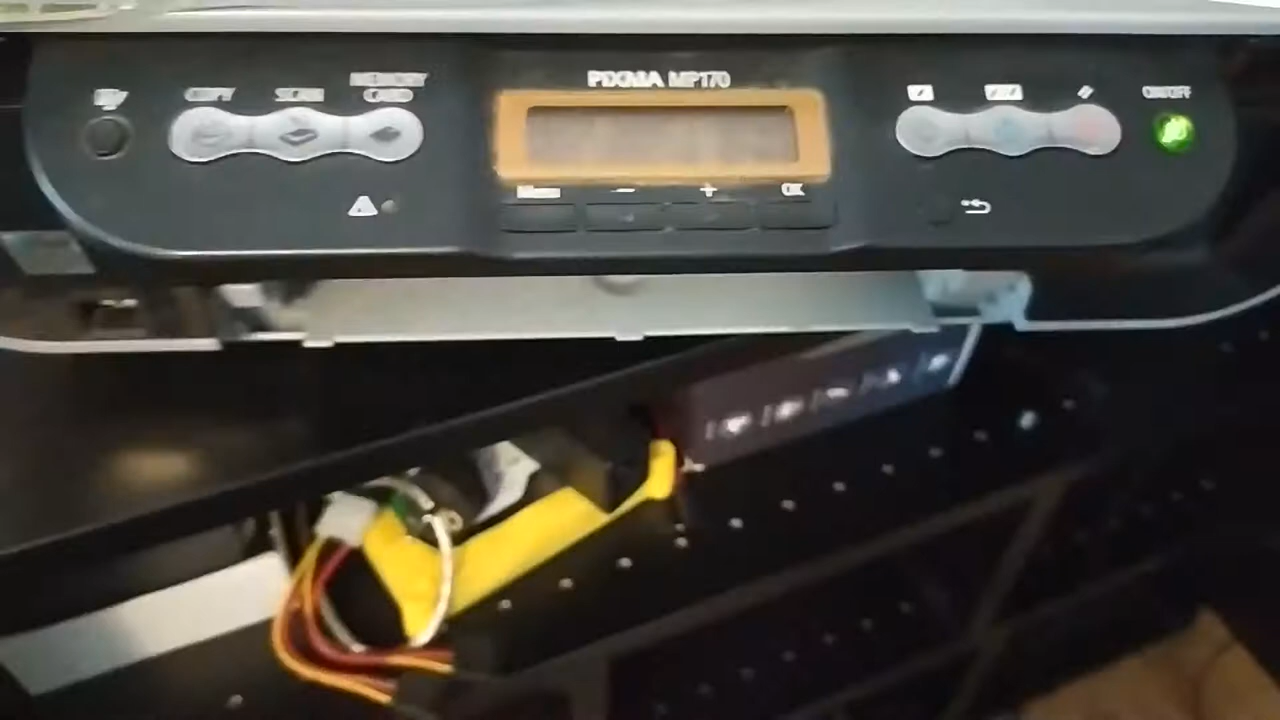 PIXMA MP170
COPY
SCAN
MEMORY
CARD
ON/OFF
Menu
−
+
OK